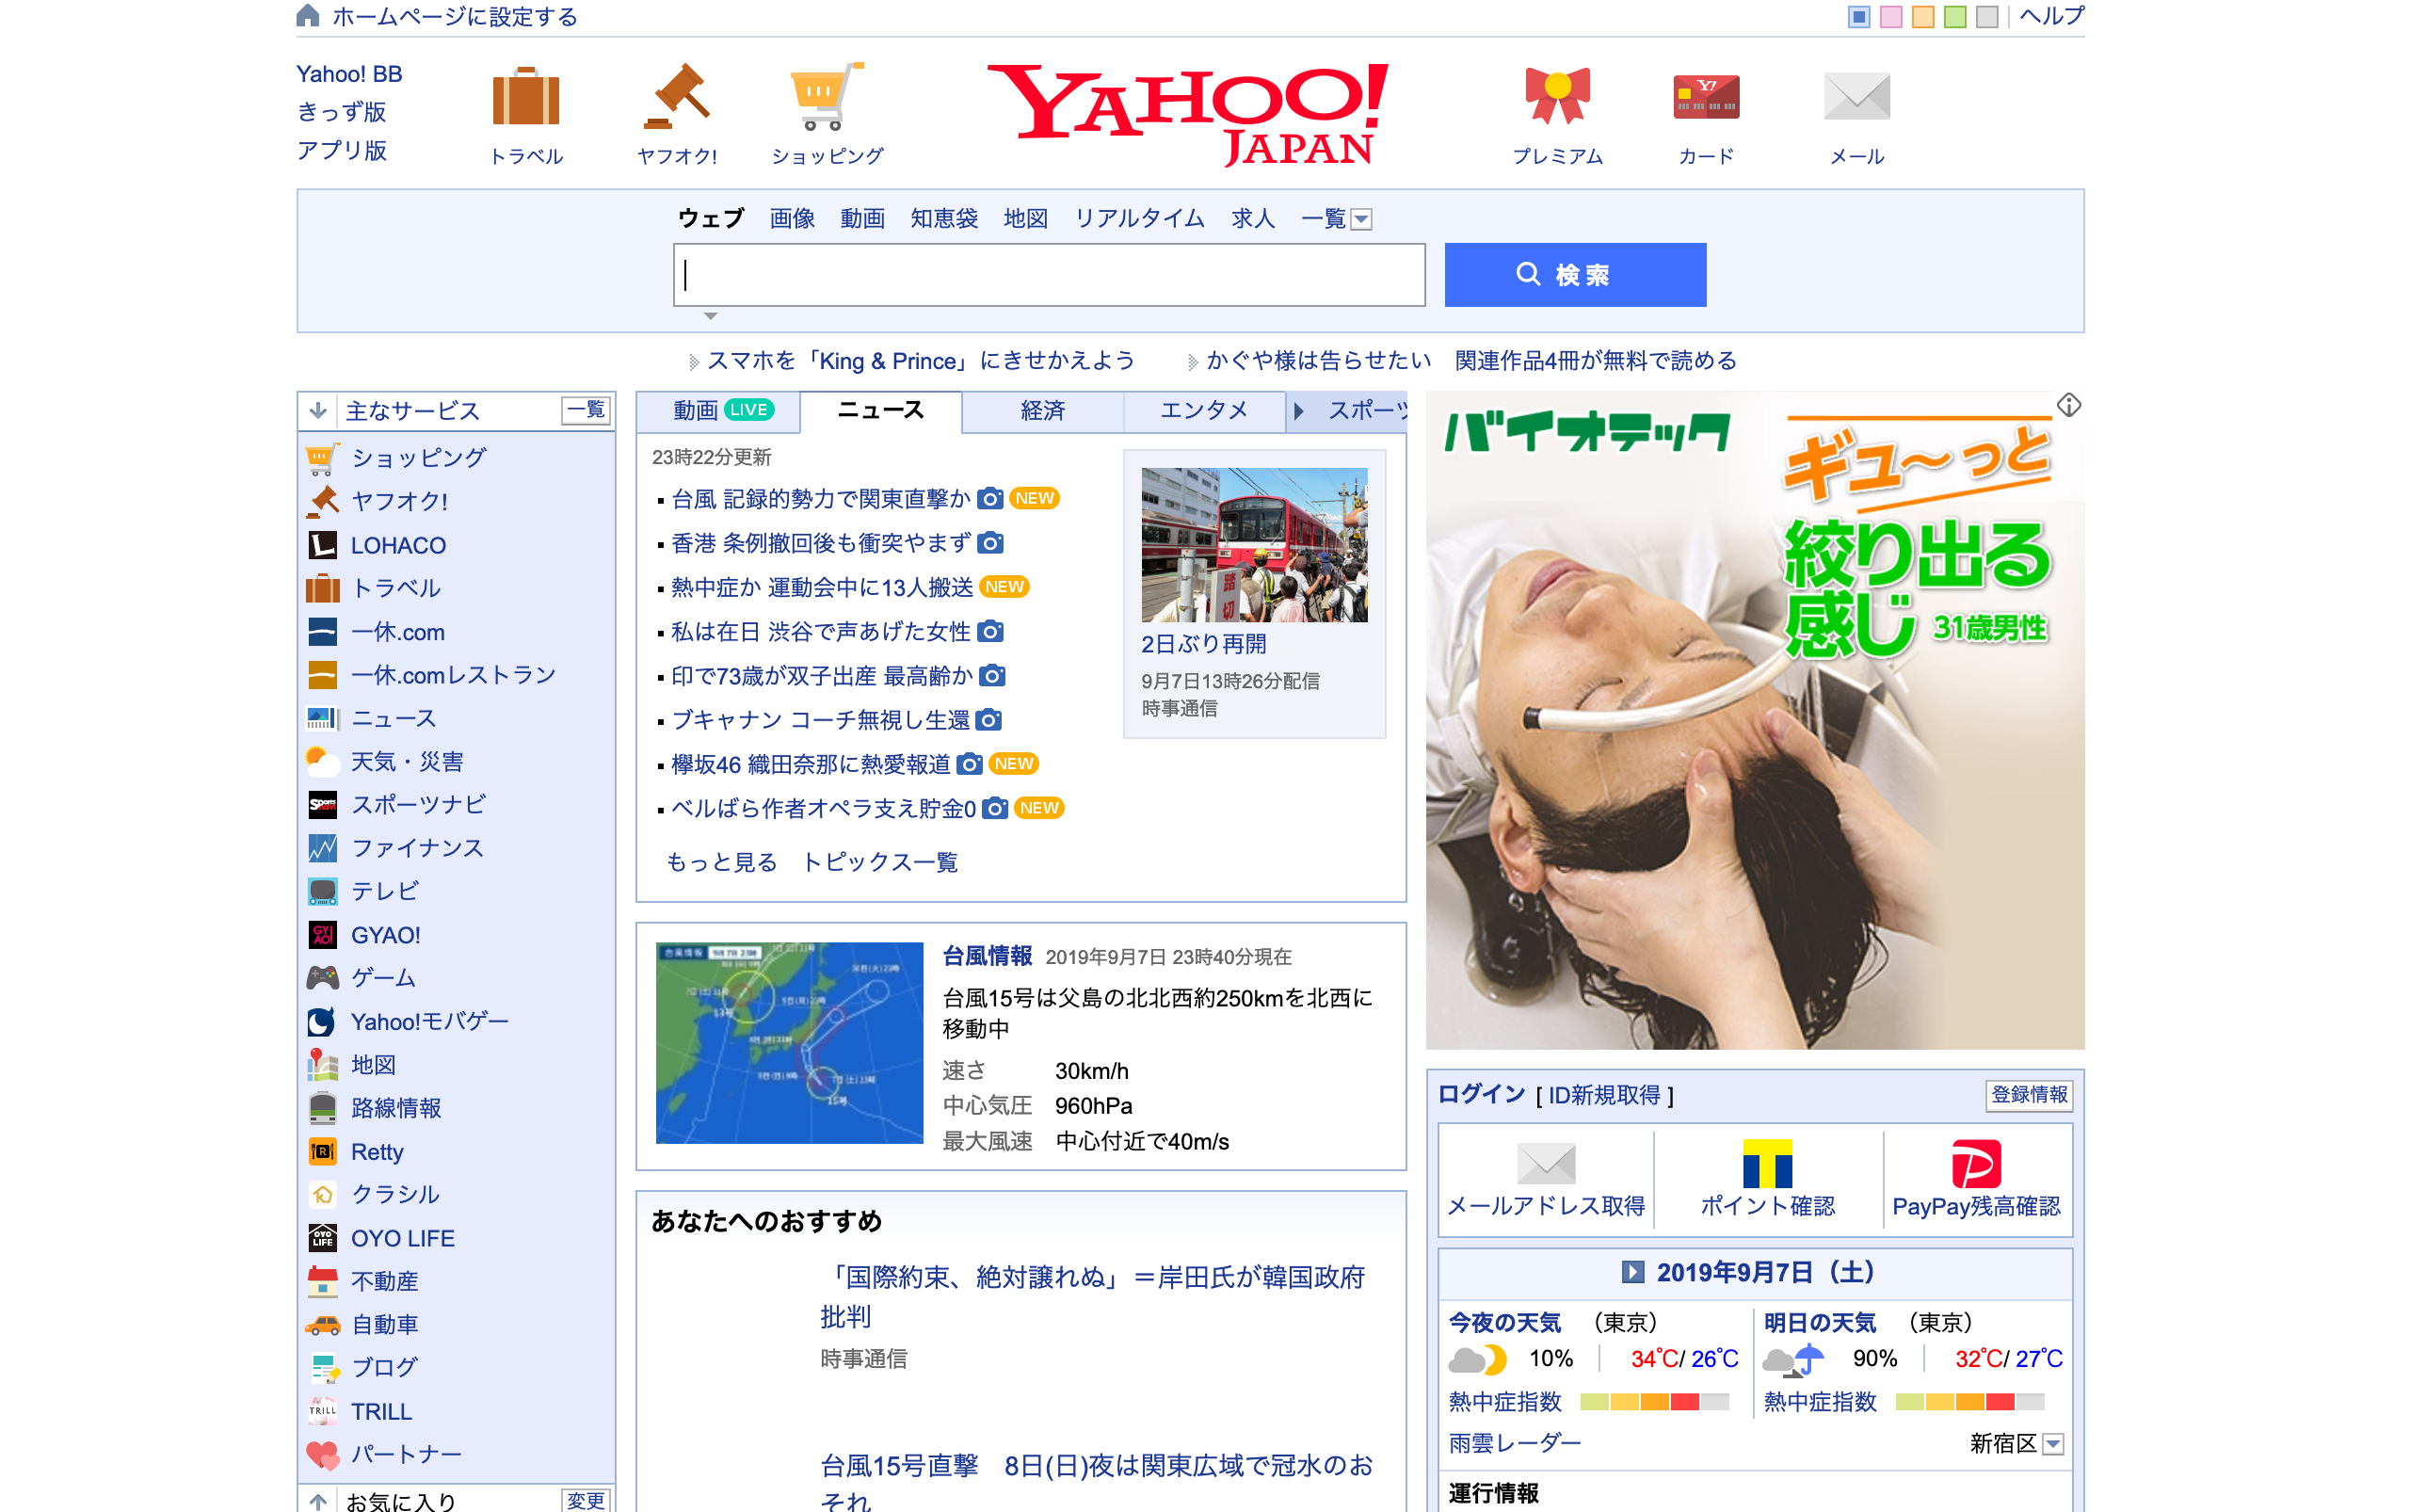 ホームページに設定する
ヘルプ
Yahoo! BB
きっず版
アプリ版
トラベル
ヤフオク!
ショッピング
YAHOO!
JAPAN
プレミアム
カード
メール
ウェブ 画像 動画 知恵袋 地図 リアルタイム 求人 一覧
検索
スマホを「King & Prince」にきせかえよう
かぐや様は告らせたい 関連作品4冊が無料で読める
主なサービス 一覧
ショッピング
ヤフオク!
LOHACO
トラベル
一休.com
一休.comレストラン
ニュース
天気・災害
スポーツナビ
ファイナンス
テレビ
GYAO!
ゲーム
Yahoo!モバゲー
地図
路線情報
Retty
クラシル
OYO LIFE
不動産
自動車
ブログ
TRILL
パートナー
お気に入り 変更
動画 LIVE ニュース 経済 エンタメ スポーツ
23時22分更新
台風 記録的勢力で関東直撃か NEW
香港 条例撤回後も衝突やまず
熱中症か 運動会中に13人搬送 NEW
私は在日 渋谷で声あげた女性
印で73歳が双子出産 最高齢か
ブキャナン コーチ無視し生還
欅坂46 織田奈那に熱愛報道 NEW
ベルばら作者オペラ支え貯金0 NEW
もっと見る トピックス一覧
踏切
2日ぶり再開
9月7日13時26分配信
時事通信
台風情報 2019年9月7日 23時40分現在
台風15号は父島の北北西約250kmを北西に
移動中
速さ 30km/h
中心気圧 960hPa
最大風速 中心付近で40m/s
台風情報
13号
15号
あなたへのおすすめ
「国際約束、絶対譲れぬ」＝岸田氏が韓国政府
批判
時事通信
台風15号直撃 8日(日)夜は関東広域で冠水のお
それ
バイオテック
ギュ〜っと
絞り出る
感じ 31歳男性
ログイン [ ID新規取得 ] 登録情報
メールアドレス取得 ポイント確認 PayPay残高確認
2019年9月7日（土）
今夜の天気 （東京）
10% 34℃/ 26℃
熱中症指数
明日の天気 （東京）
90% 32℃/ 27℃
熱中症指数
雨雲レーダー 新宿区
運行情報